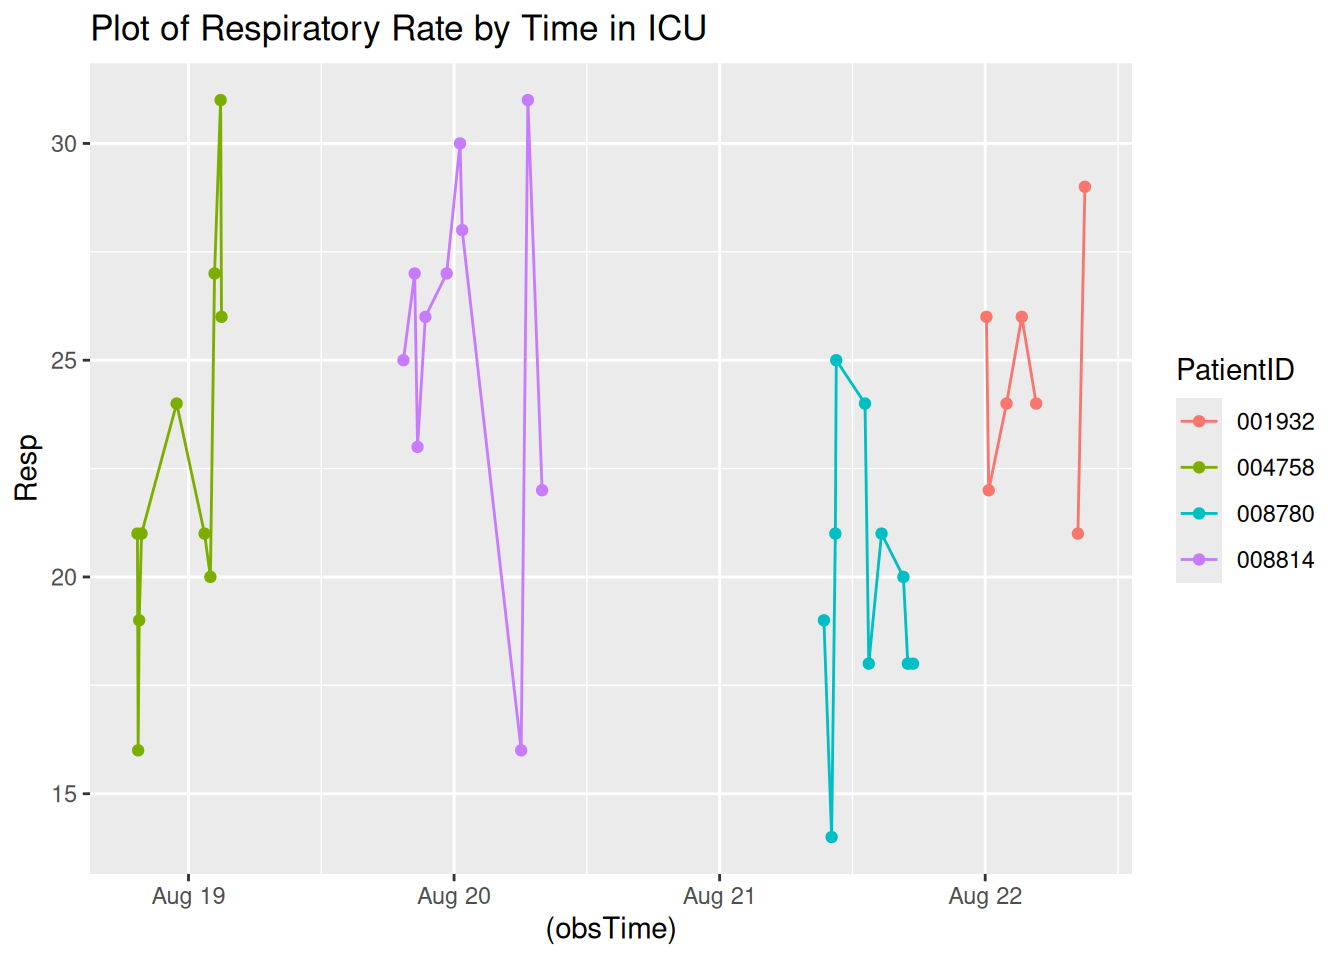 Plot of Respiratory Rate by Time in ICU
Resp
30
25
20
15
Aug 19 Aug 20 Aug 21 Aug 22
(obsTime)
PatientID
001932
004758
008780
008814